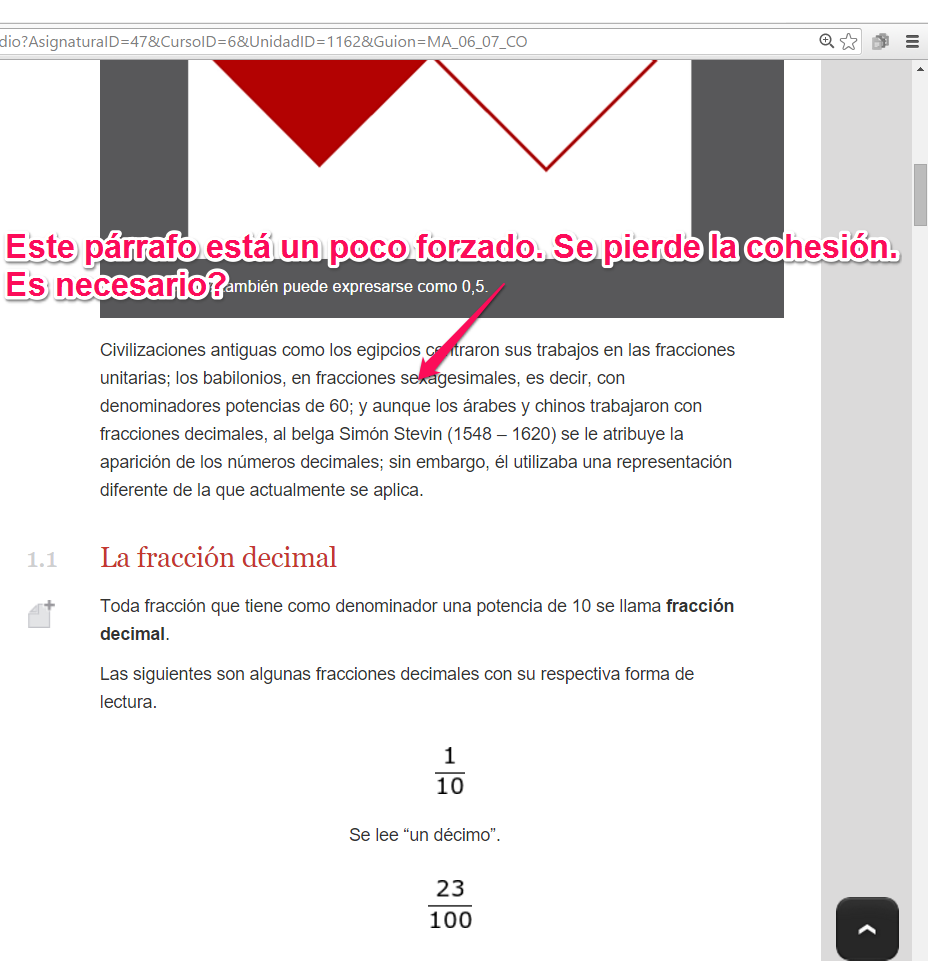 dio?AsignaturaID=47&CursoID=6&UnidadID=1162&Guion=MA_06_07_CO
Este párrafo está un poco forzado. Se pierde la cohesión.
Es necesario?
también puede expresarse como 0,5.
Civilizaciones antiguas como los egipcios centraron sus trabajos en las fracciones
unitarias; los babilonios, en fracciones sexagesimales, es decir, con
denominadores potencias de 60; y aunque los árabes y chinos trabajaron con
fracciones decimales, al belga Simón Stevin (1548 – 1620) se le atribuye la
aparición de los números decimales; sin embargo, él utilizaba una representación
diferente de la que actualmente se aplica.
1.1 La fracción decimal
Toda fracción que tiene como denominador una potencia de 10 se llama fracción
decimal.
Las siguientes son algunas fracciones decimales con su respectiva forma de
lectura.
1
10
Se lee “un décimo”.
23
100